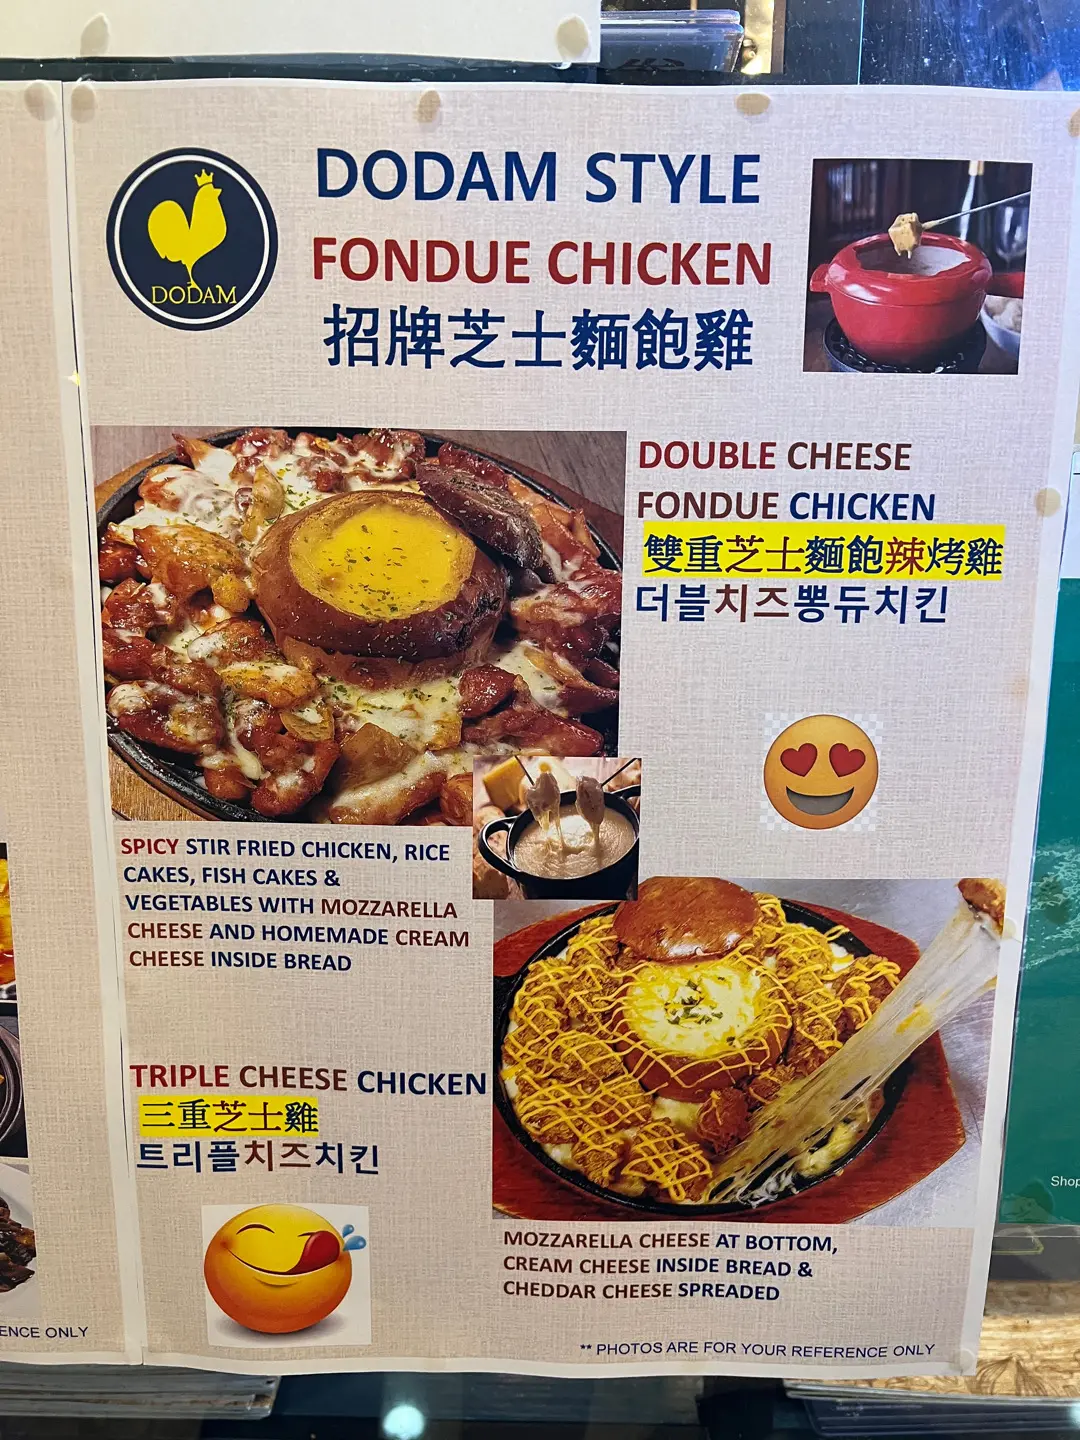 DODAM
DODAM STYLE
FONDUE CHICKEN
招牌芝士麵飽雞
DOUBLE CHEESE
FONDUE CHICKEN
雙重芝士麵飽辣烤雞
더블치즈뽕듀치킨
SPICY STIR FRIED CHICKEN, RICE
CAKES, FISH CAKES &
VEGETABLES WITH MOZZARELLA
CHEESE AND HOMEMADE CREAM
CHEESE INSIDE BREAD
TRIPLE CHEESE CHICKEN
三重芝士雞
트리플치즈치킨
MOZZARELLA CHEESE AT BOTTOM,
CREAM CHEESE INSIDE BREAD &
CHEDDAR CHEESE SPREADED
** PHOTOS ARE FOR YOUR REFERENCE ONLY
ENCE ONLY
Shop